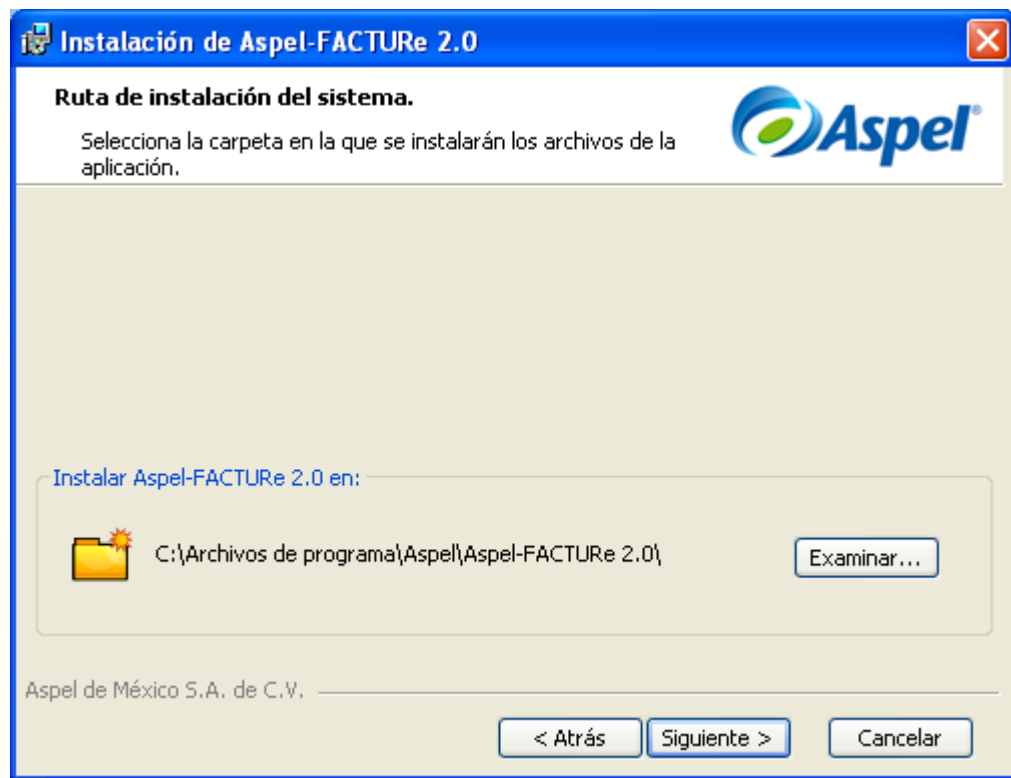 Instalación de Aspel-FACTURe 2.0
Ruta de instalación del sistema.
Selecciona la carpeta en la que se instalarán los archivos de la
aplicación.
Aspel®
Instalar Aspel-FACTURe 2.0 en:
C:\Archivos de programa\Aspel\Aspel-FACTURe 2.0\
Examinar...
Aspel de México S.A. de C.V.
< Atrás
Siguiente >
Cancelar